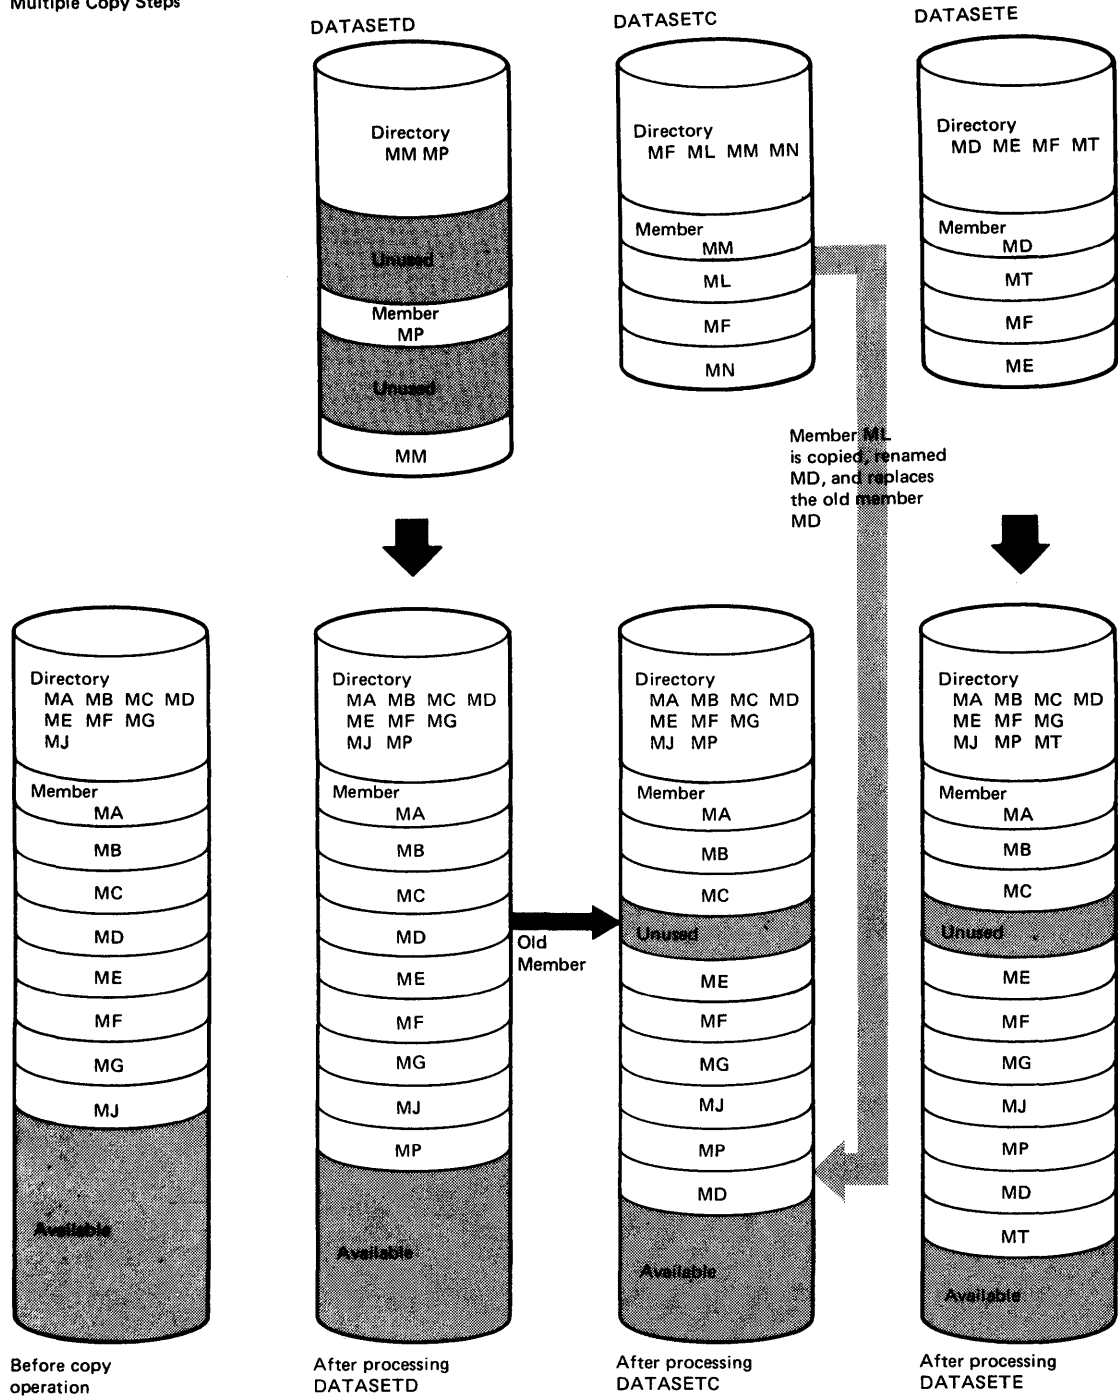 Multiple Copy Steps
DATASETD
Directory
MM MP
Unused
Member
MP
Unused
MM
DATASETC
Directory
MF ML MM MN
Member
MM
ML
MF
MN
DATASETE
Directory
MD ME MF MT
Member
MD
MT
MF
ME
Member ML
is copied, renamed
MD, and replaces
the old member
MD
Directory
MA MB MC MD
ME MF MG
MJ
Member
MA
MB
MC
MD
ME
MF
MG
MJ
Available
Before copy
operation
Directory
MA MB MC MD
ME MF MG
MJ MP
Member
MA
MB
MC
MD
ME
MF
MG
MJ
MP
Available
After processing
DATASETD
Old
Member
Directory
MA MB MC MD
ME MF MG
MJ MP
Member
MA
MB
MC
Unused
ME
MF
MG
MJ
MP
MD
Available
After processing
DATASETC
Directory
MA MB MC MD
ME MF MG
MJ MP MT
Member
MA
MB
MC
Unused
ME
MF
MG
MJ
MP
MD
MT
Available
After processing
DATASETE